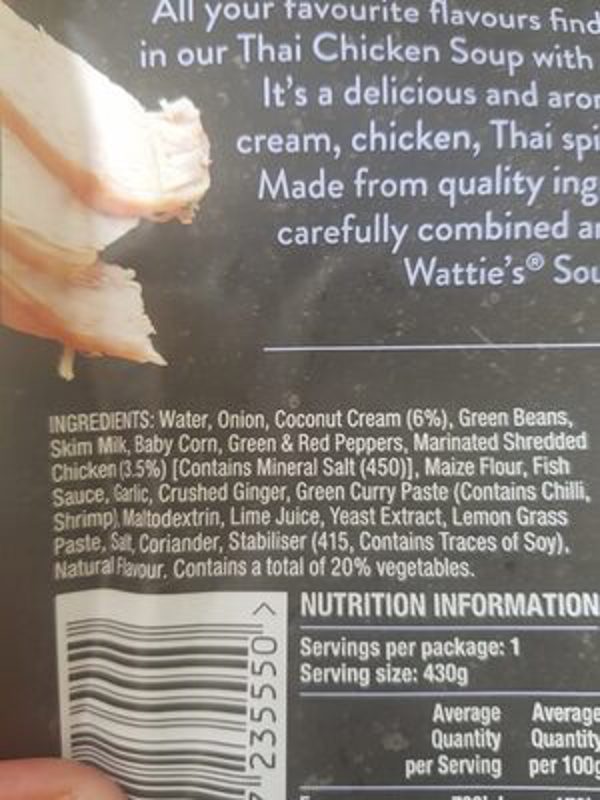 All your favourite flavours find
in our Thai Chicken Soup with
It's a delicious and
cream, chicken, Thai
Made from quality
carefully combined
Wattie's®
INGREDIENTS: Water, Onion, Coconut Cream (6%), Green Beans,
Skim Milk, Baby Corn, Green & Red Peppers, Marinated Shredded
Chicken (3.5%) [Contains Mineral Salt (450)], Maize Flour, Fish
Sauce, Garlic, Crushed Ginger, Green Curry Paste (Contains Chilli,
Shrimp), Maltodextrin, Lime Juice, Yeast Extract, Lemon Grass
Paste, Salt, Coriander, Stabiliser (415, Contains Traces of Soy),
Natural Flavour. Contains a total of 20% vegetables.
NUTRITION INFORMATION
Servings per package: 1
Serving size: 430g
Average Average
Quantity Quantity
per Serving per 100g
235550 >